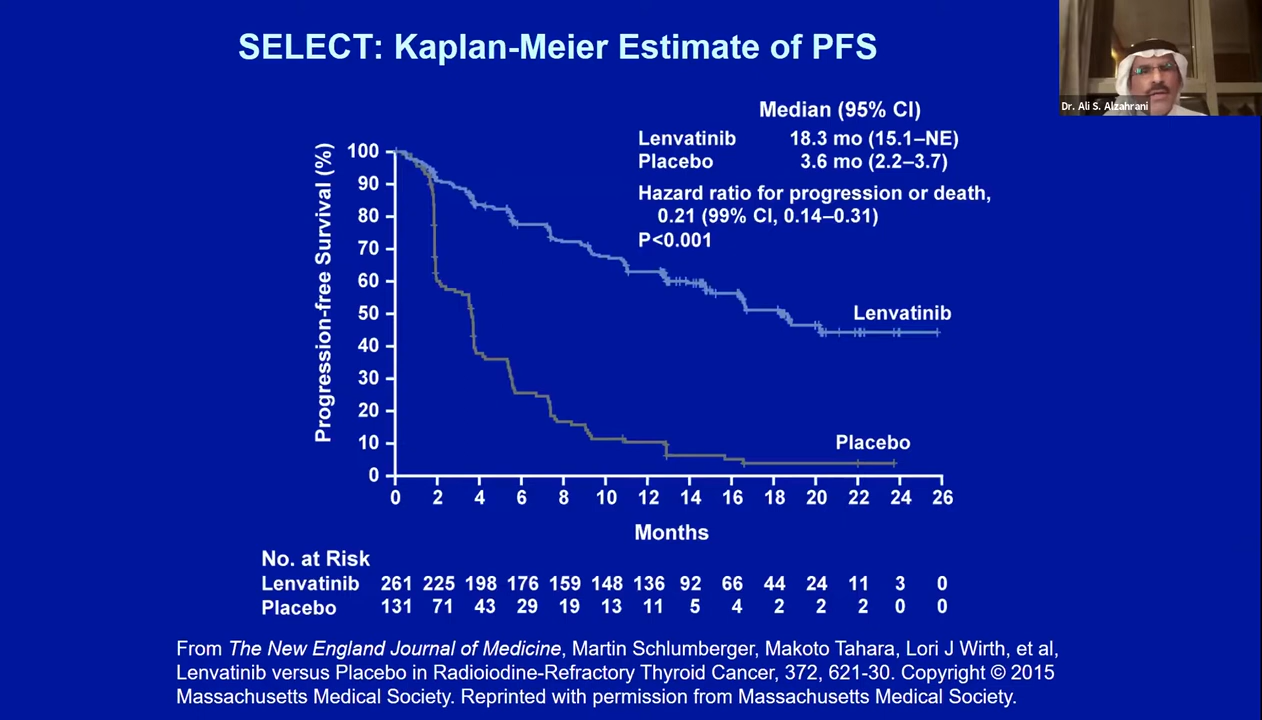 SELECT: Kaplan-Meier Estimate of PFS
Dr. Ali S. Alzahrani
Median (95% CI)
Lenvatinib 18.3 mo (15.1–NE)
Placebo 3.6 mo (2.2–3.7)
Hazard ratio for progression or death,
0.21 (99% CI, 0.14–0.31)
P<0.001
Progression-free Survival (%)
100
90
80
70
60
50
40
30
20
10
0
Lenvatinib
Placebo
0 2 4 6 8 10 12 14 16 18 20 22 24 26
Months
No. at Risk
Lenvatinib 261 225 198 176 159 148 136 92 66 44 24 11 3 0
Placebo 131 71 43 29 19 13 11 5 4 2 2 2 0 0
From The New England Journal of Medicine, Martin Schlumberger, Makoto Tahara, Lori J Wirth, et al,
Lenvatinib versus Placebo in Radioiodine-Refractory Thyroid Cancer, 372, 621-30. Copyright © 2015
Massachusetts Medical Society. Reprinted with permission from Massachusetts Medical Society.